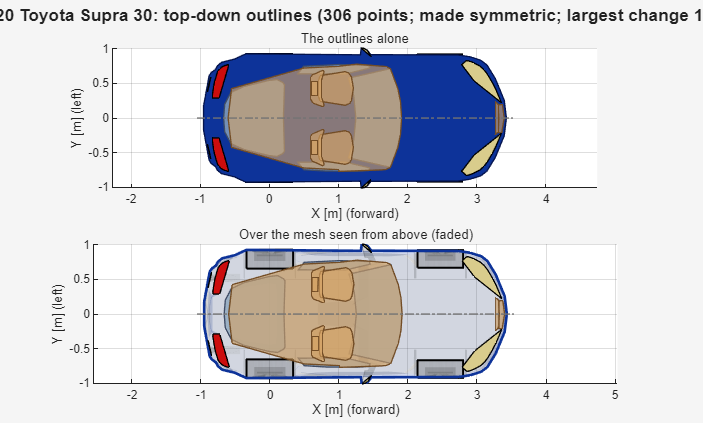 20 Toyota Supra 30: top-down outlines (306 points; made symmetric; largest change 1
The outlines alone
1
0.5
0
-0.5
-1
Y [m] (left)
-2 -1 0 1 2 3 4
X [m] (forward)
Over the mesh seen from above (faded)
1
0.5
0
-0.5
-1
Y [m] (left)
-2 -1 0 1 2 3 4 5
X [m] (forward)